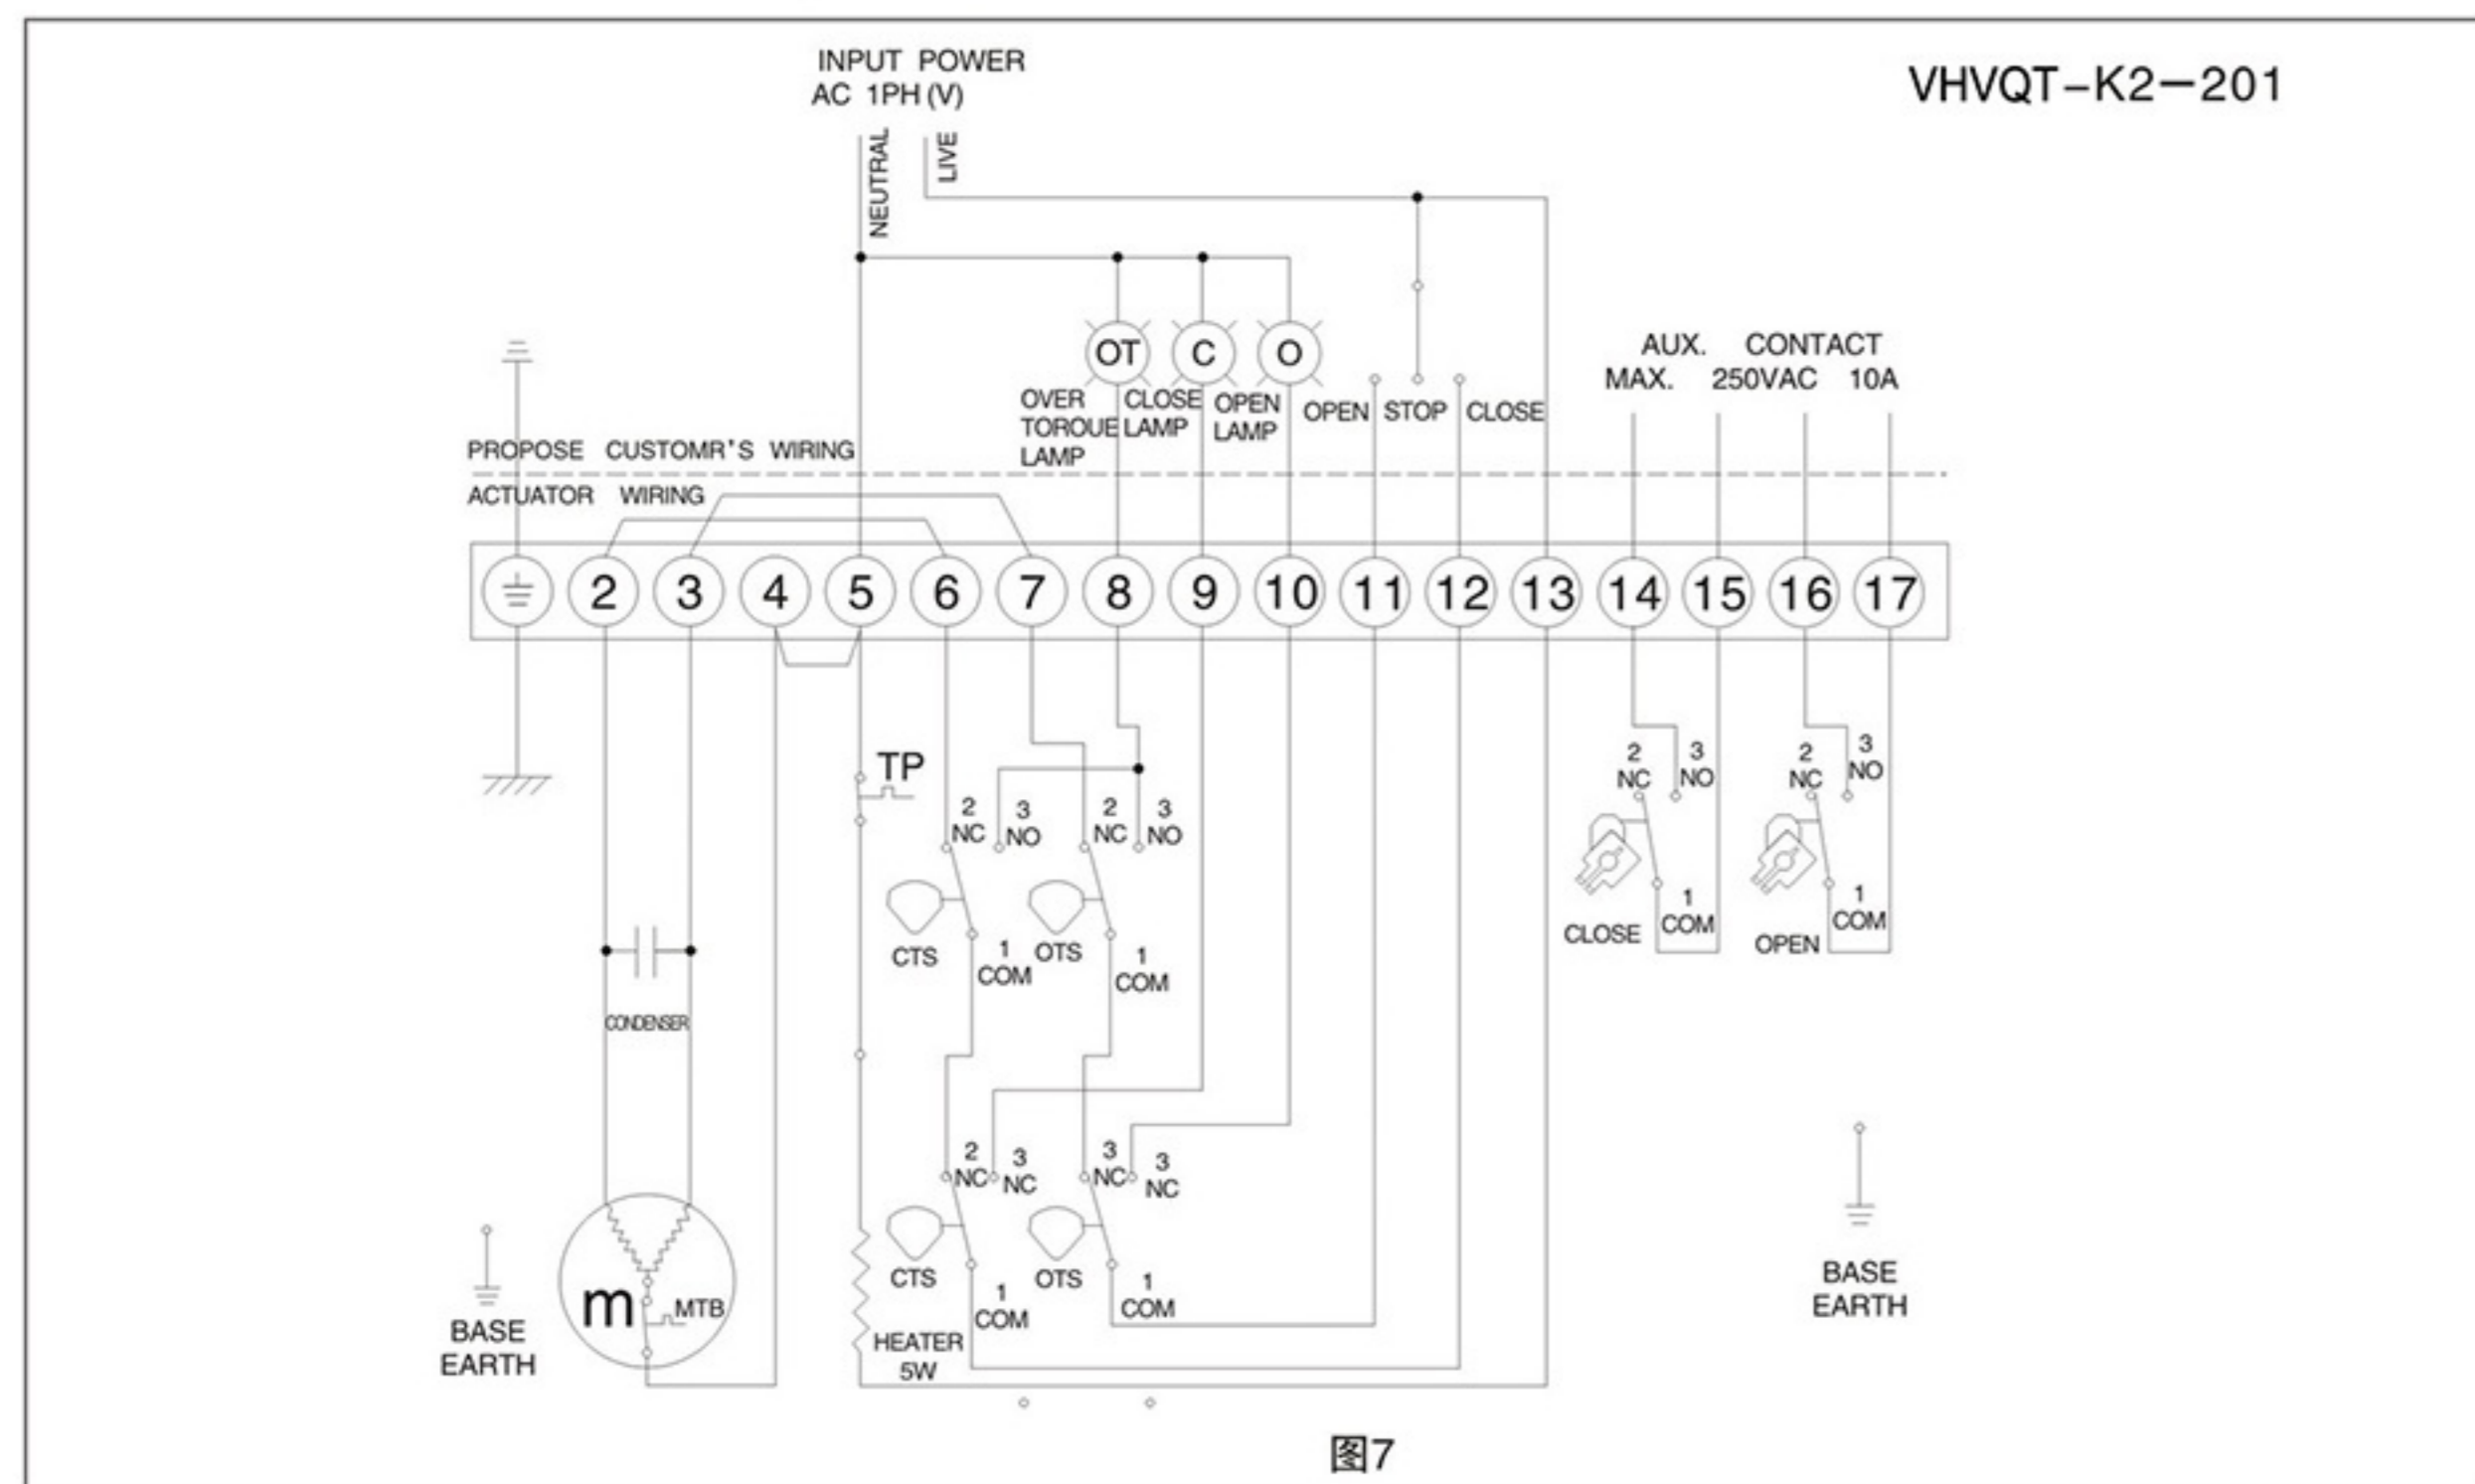 INPUT POWER
AC 1PH (V)
VHVQT-K2-201
NEUTRAL
LIVE
OT
C
O
OVER
TORQUE
LAMP
CLOSE
LAMP
OPEN
LAMP
OPEN STOP CLOSE
AUX. CONTACT
MAX. 250VAC 10A
PROPOSE CUSTOMR'S WIRING
ACTUATOR WIRING
2 3 4 5 6 7 8 9 10 11 12 13 14 15 16 17
TP
2
NC
3
NO
2
NC
3
NO
2
NC
3
NO
2
NC
3
NO
CTS
1
COM
OTS
1
COM
CLOSE
1
COM
OPEN
1
COM
CONDENSER
2
NC
3
NC
3
NC
3
NC
CTS
1
COM
OTS
1
COM
m
MTB
HEATER
5W
BASE
EARTH
BASE
EARTH
图7